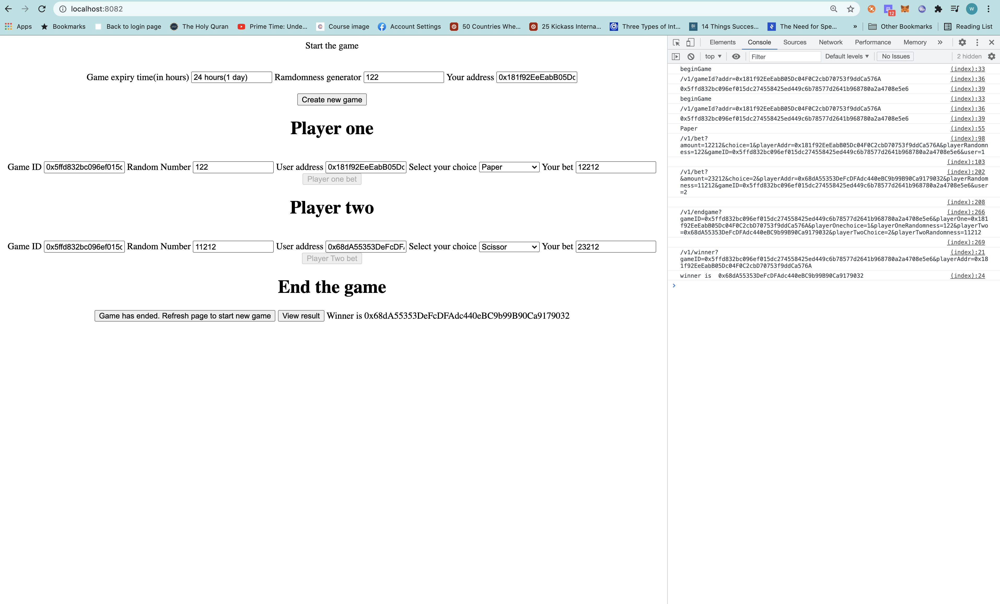 localhost:8082
12
W
Apps Bookmarks Back to login page The Holy Quran Prime Time: Unde... Course image Account Settings 50 Countries Whe... 25 Kickass Interna... Three Types of Int... 14 Things Succes... The Need for Spe... » Other Bookmarks Reading List
Start the game
Game expiry time(in hours) 24 hours(1 day) Ramdomness generator 122 Your address 0x181f92EeEabB05Dc
Create new game
Player one
Game ID 0x5ffd832bc096ef015c Random Number 122 User address 0x181f92EeEabB05Dc Select your choice Paper Your bet 12212
Player one bet
Player two
Game ID 0x5ffd832bc096ef015c Random Number 11212 User address 0x68dA55353DeFcDF Select your choice Scissor Your bet 23212
Player Two bet
End the game
Game has ended. Refresh page to start new game View result Winner is 0x68dA55353DeFcDFAdc440eBC9b99B90Ca9179032
Elements Console Sources Network Performance Memory »
top Filter Default levels No Issues 2 hidden
beginGame (index):33
/v1/gameId?addr=0x181f92EeEabB05Dc04F0C2cbD70753f9ddCa576A (index):36
0x5ffd832bc096ef015dc274558425ed449c6b78577d2641b968780a2a4708e5e6 (index):39
beginGame (index):33
/v1/gameId?addr=0x181f92EeEabB05Dc04F0C2cbD70753f9ddCa576A (index):36
0x5ffd832bc096ef015dc274558425ed449c6b78577d2641b968780a2a4708e5e6 (index):39
Paper (index):55
/v1/bet? (index):98
amount=12212&choice=1&playerAddr=0x181f92EeEabB05Dc04F0C2cbD70753f9ddCa576A&playerRandomn
ess=122&gameID=0x5ffd832bc096ef015dc274558425ed449c6b78577d2641b968780a2a4708e5e6&user=1
(index):103
/v1/bet? (index):202
&amount=23212&choice=2&playerAddr=0x68dA55353DeFcDFAdc440eBC9b99B90Ca9179032&playerRandom
ness=11212&gameID=0x5ffd832bc096ef015dc274558425ed449c6b78577d2641b968780a2a4708e5e6&user
=2
(index):208
/v1/endgame? (index):266
gameID=0x5ffd832bc096ef015dc274558425ed449c6b78577d2641b968780a2a4708e5e6&playerOne=0x181
f92EeEabB05Dc04F0C2cbD70753f9ddCa576A&playerOnechoice=1&playerOneRandomness=122&playerTwo
=0x68dA55353DeFcDFAdc440eBC9b99B90Ca9179032&playerTwoChoice=2&playerTwoRandomness=11212
(index):269
/v1/winner? (index):21
gameID=0x5ffd832bc096ef015dc274558425ed449c6b78577d2641b968780a2a4708e5e6&playerAddr=0x18
1f92EeEabB05Dc04F0C2cbD70753f9ddCa576A
winner is 0x68dA55353DeFcDFAdc440eBC9b99B90Ca9179032 (index):24